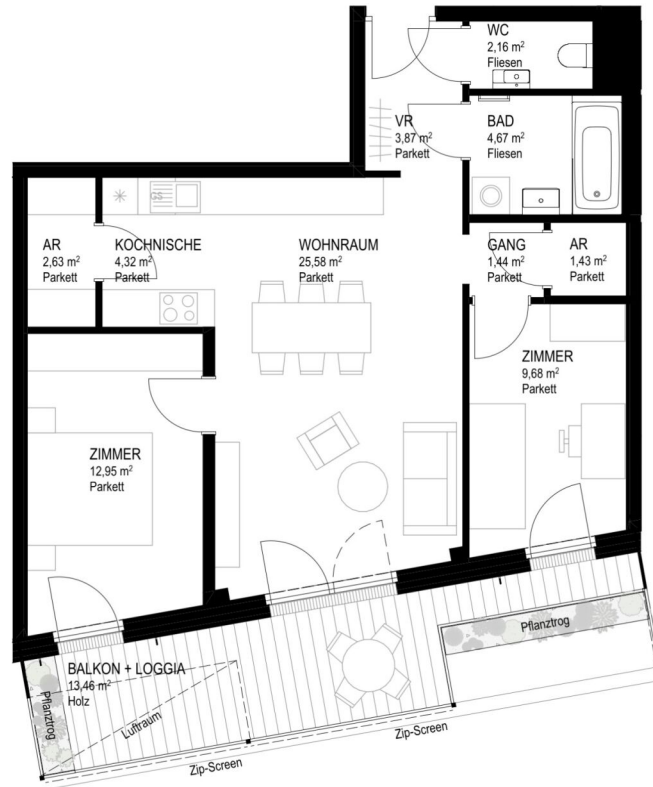 WC
2,16 m²
Fliesen
VR
3,87 m²
Parkett
BAD
4,67 m²
Fliesen
GS
AR
2,63 m²
Parkett
KOCHNISCHE
4,32 m²
Parkett
WOHNRAUM
25,58 m²
Parkett
GANG
1,44 m²
Parkett
AR
1,43 m²
Parkett
ZIMMER
9,68 m²
Parkett
ZIMMER
12,95 m²
Parkett
Pflanztrog
BALKON + LOGGIA
13,46 m²
Holz
Pflanztrog
Luftraum
Zip-Screen
Zip-Screen